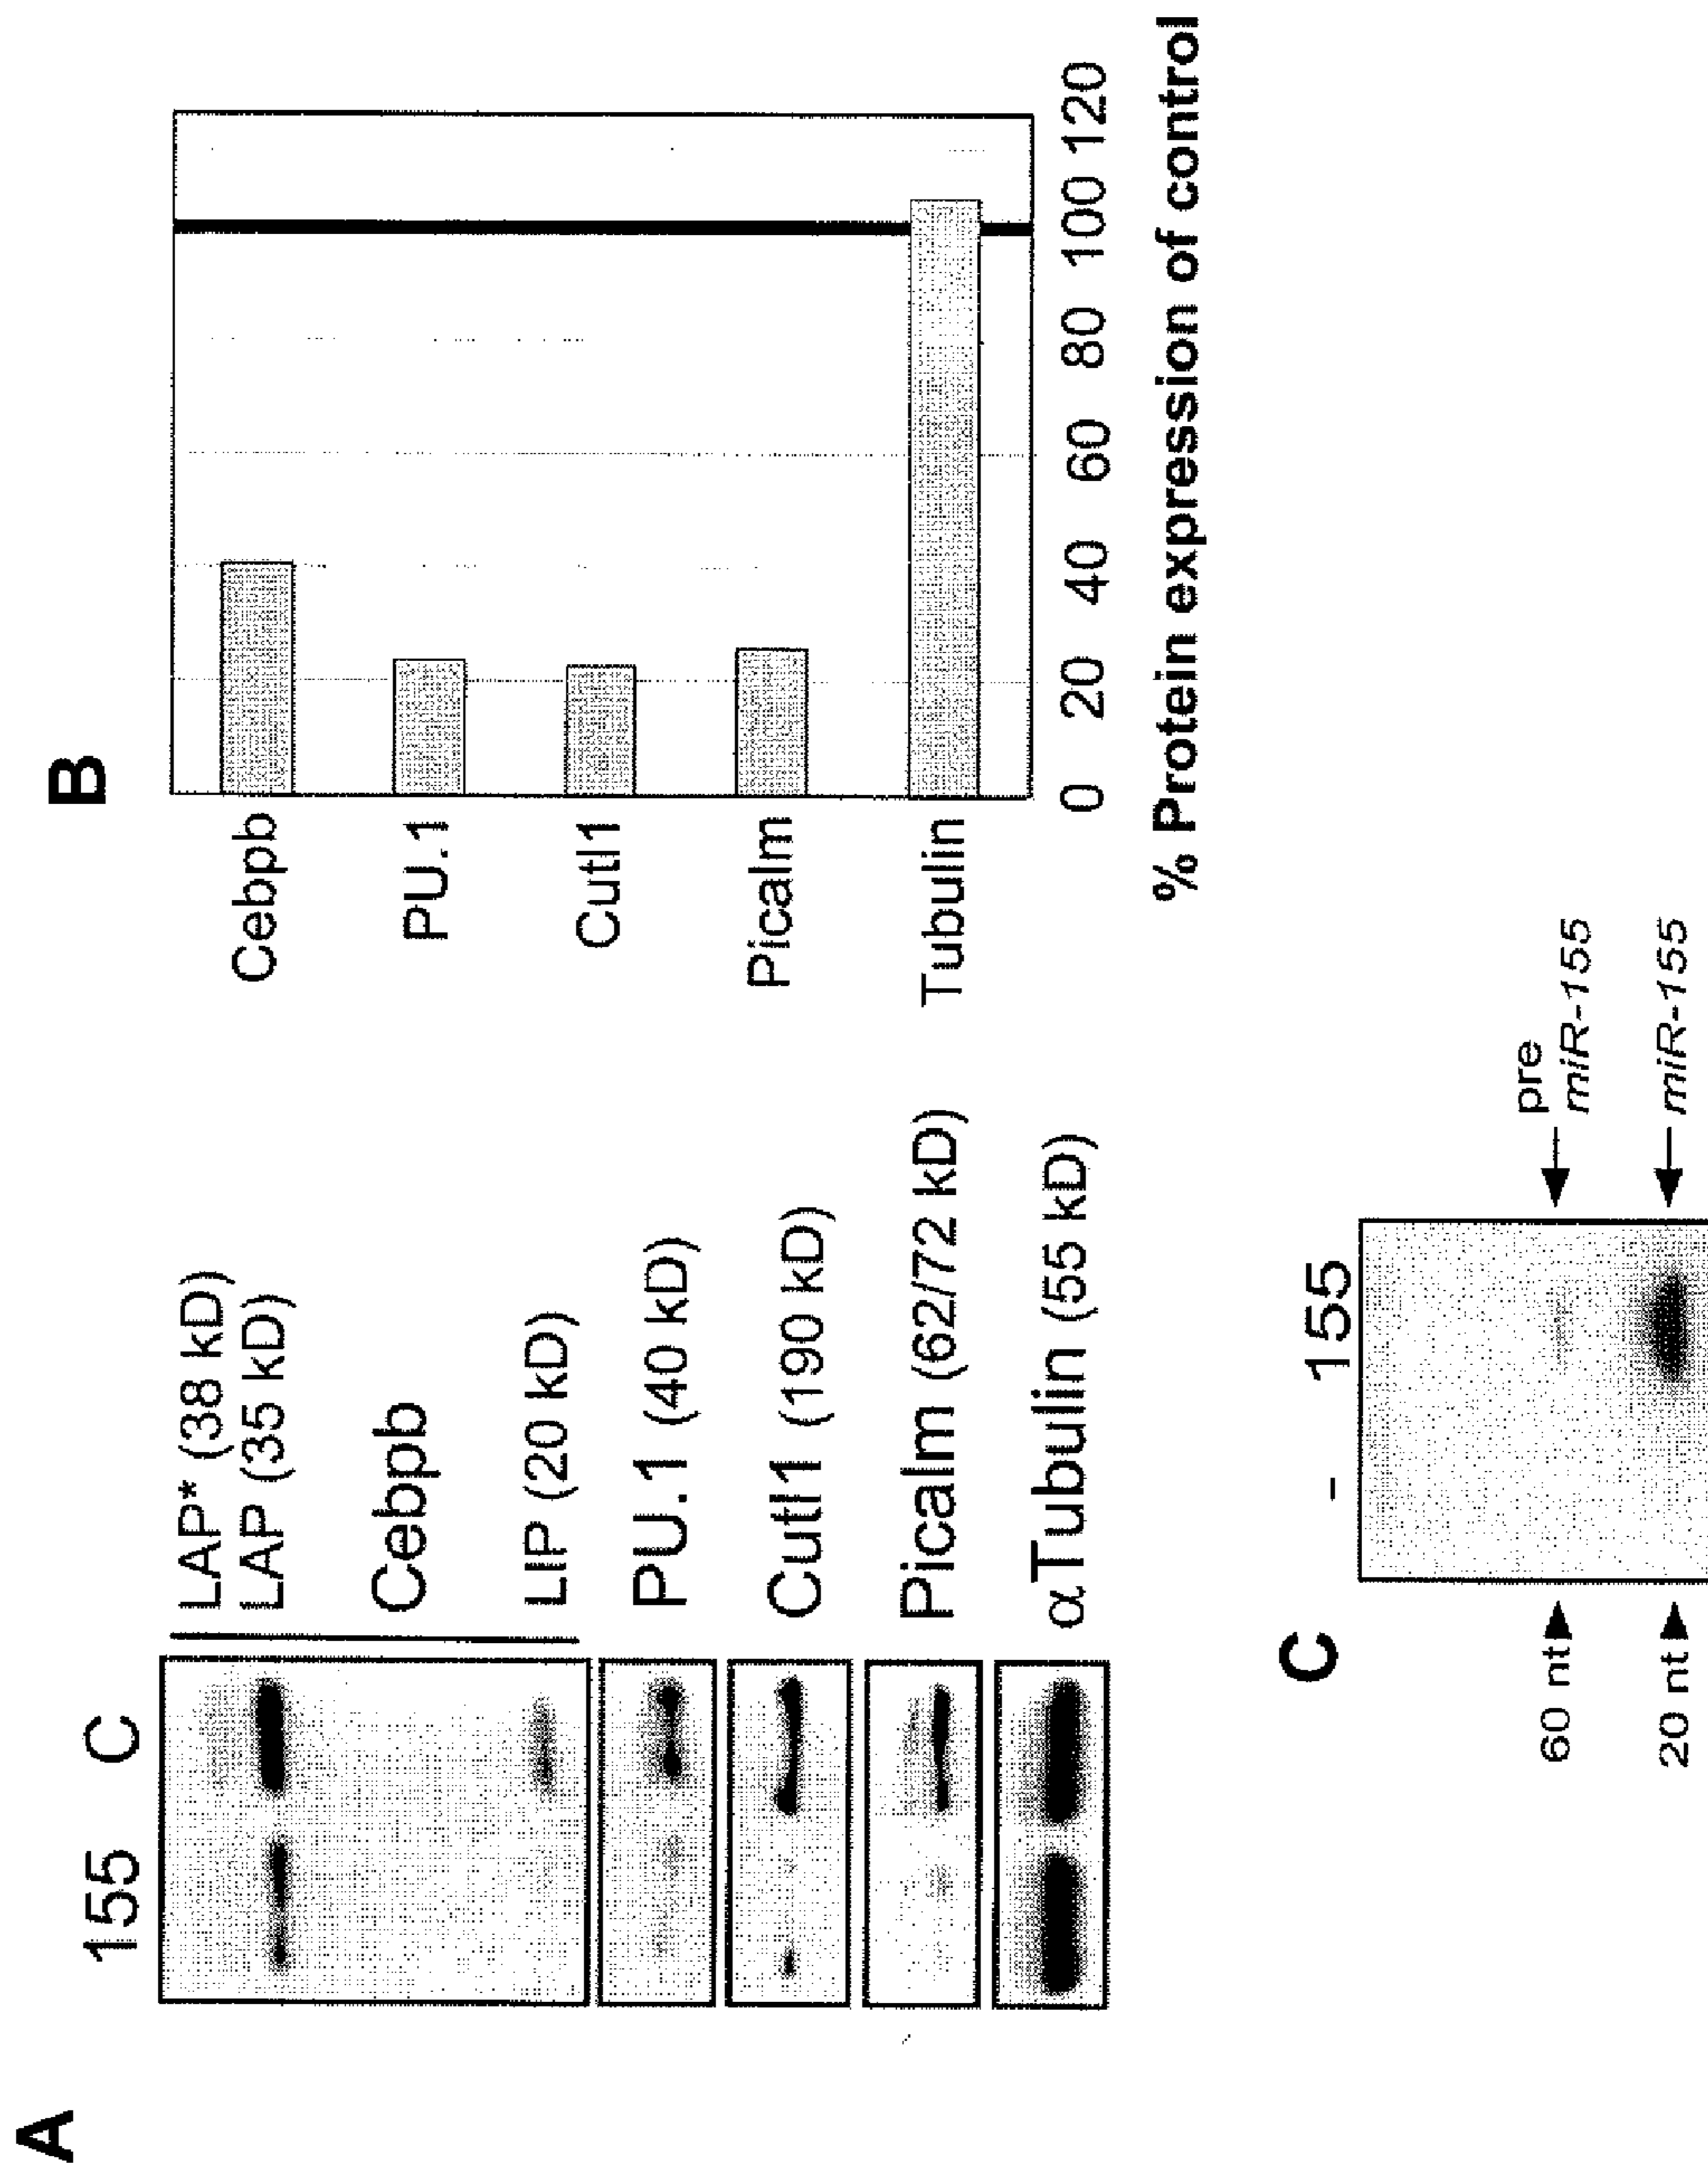 A
155 C
LAP* (38 kD)
LAP (35 kD)
Cebpb
LIP (20 kD)
PU.1 (40 kD)
Cutl1 (190 kD)
Picalm (62/72 kD)
αTubulin (55 kD)
B
Cebpb
PU.1
Cutl1
Picalm
Tubulin
0 20 40 60 80 100 120
% Protein expression of control
C
- 155
60 nt
20 nt
pre
miR-155
miR-155